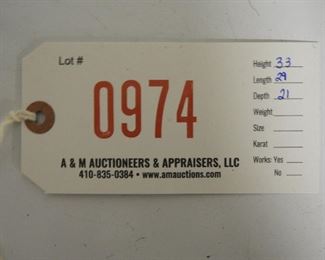 Lot #
0974
A & M AUCTIONEERS & APPRAISERS, LLC
410-835-0384 • www.amauctions.com
Height 33
Length 29
Depth 21
Weight
Size
Karat
Works: Yes
No